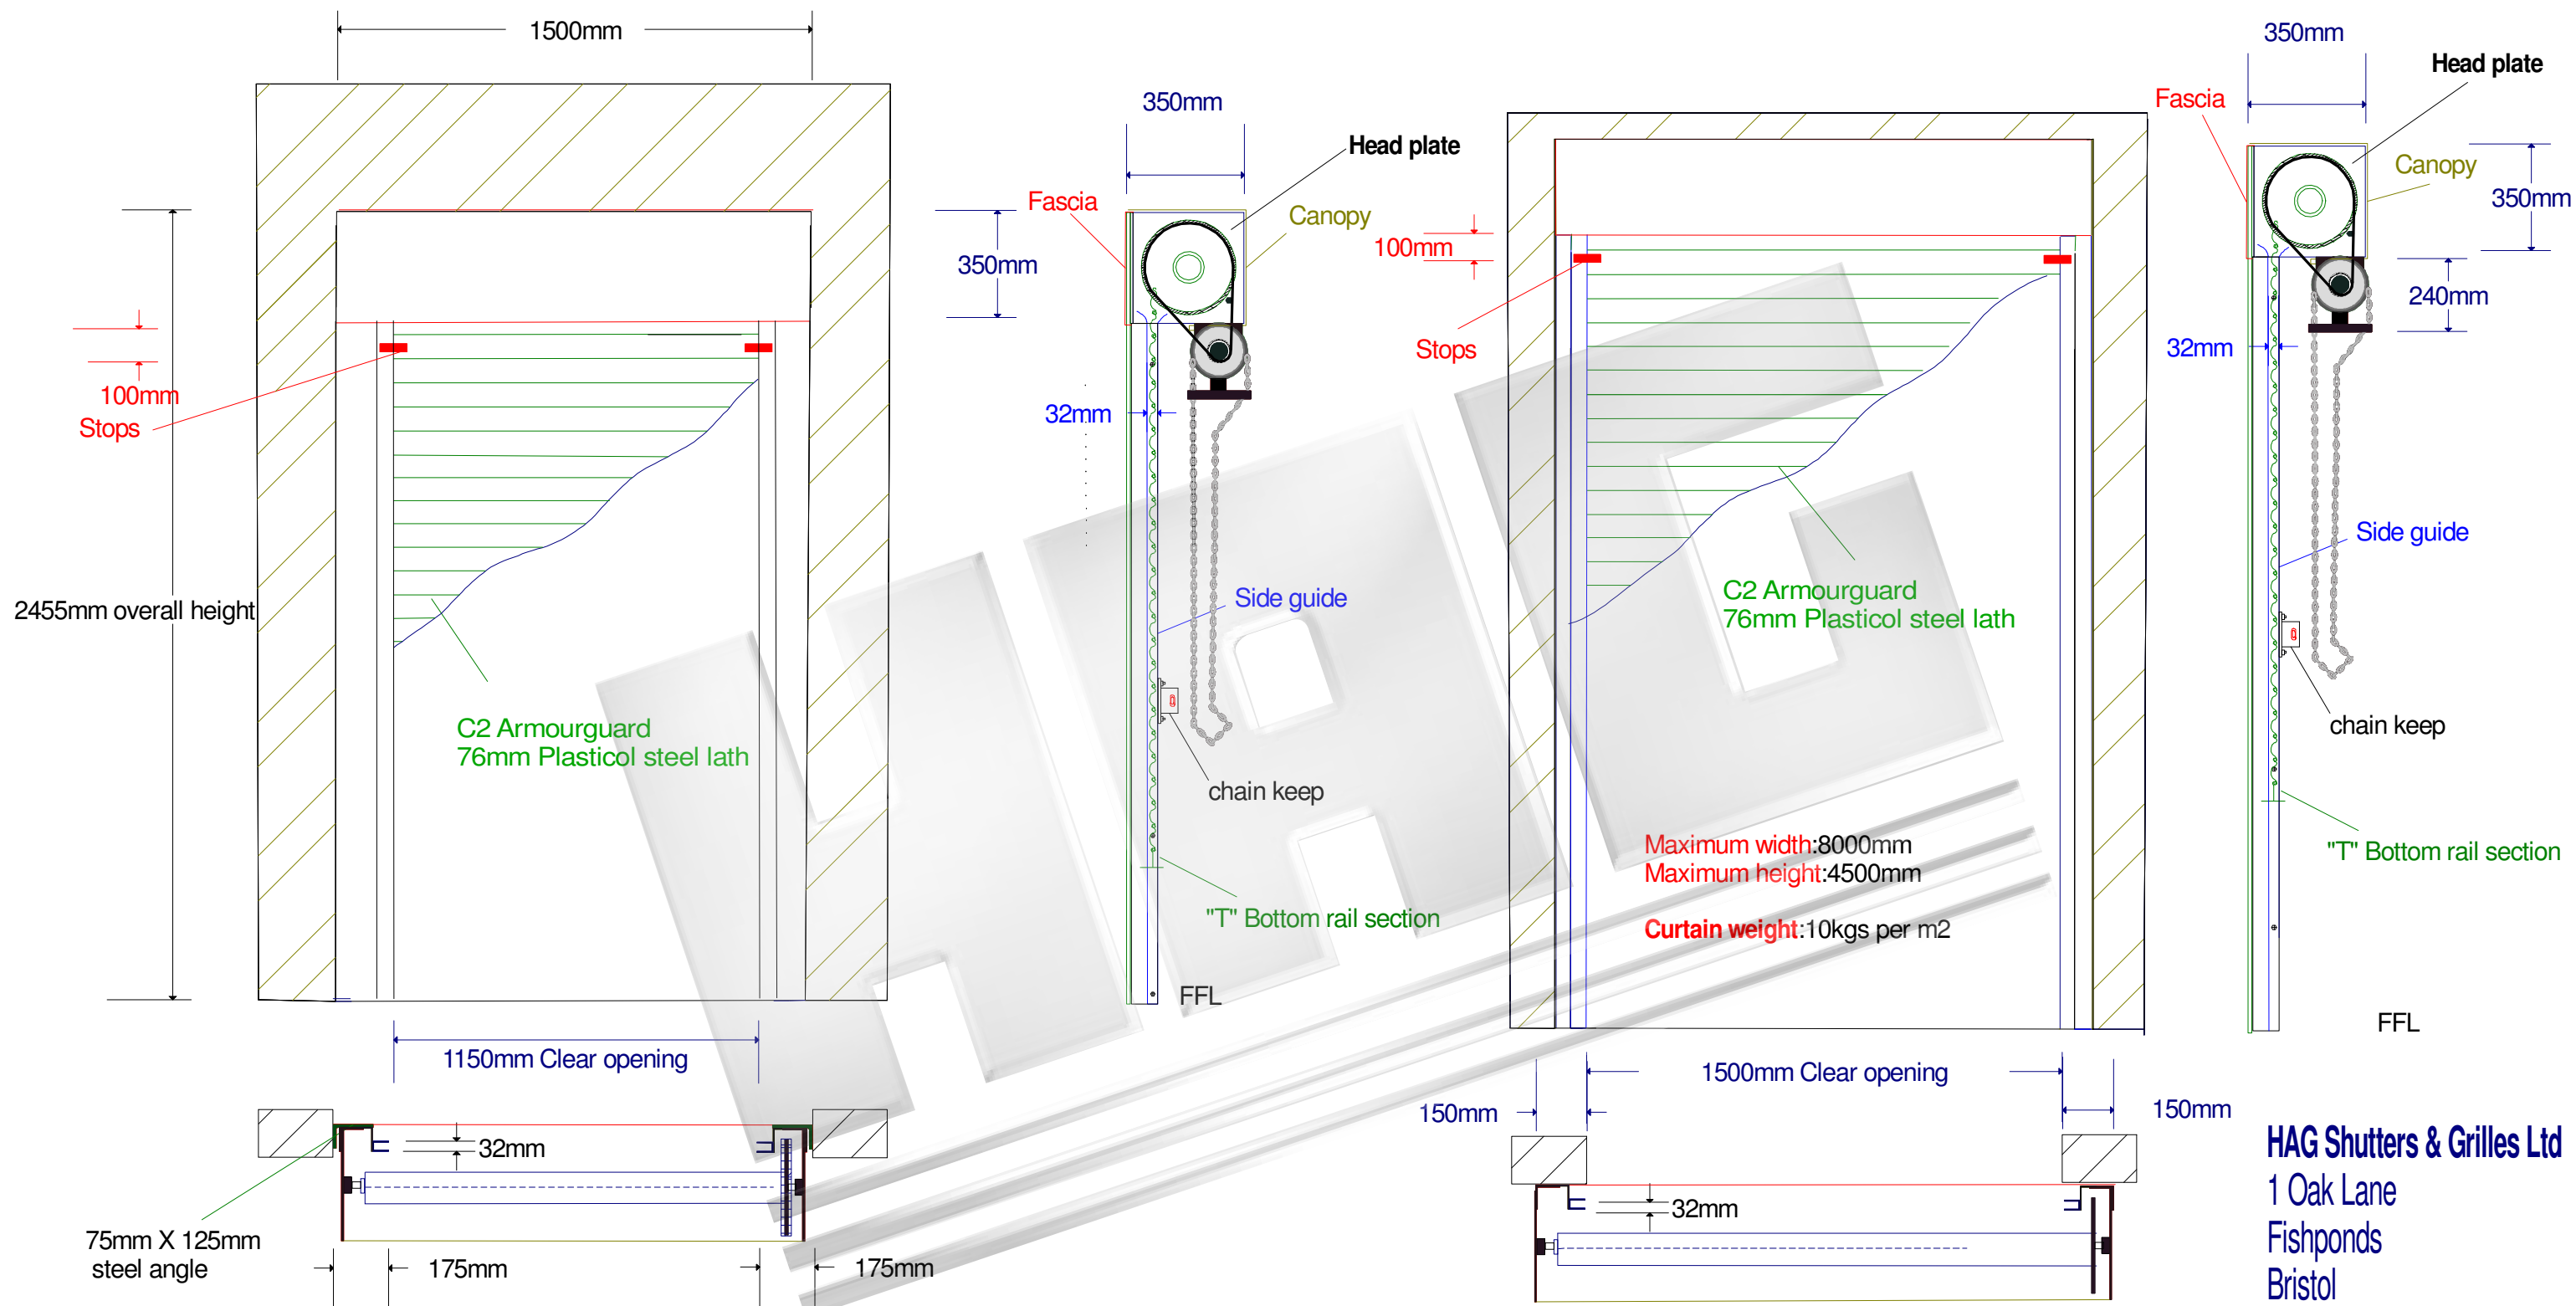 1500mm
350mm
Head plate
Fascia
Canopy
350mm
100mm
Stops
32mm
2455mm overall height
Side guide
C2 Armourguard
76mm Plasticol steel lath
chain keep
"T" Bottom rail section
FFL
1150mm Clear opening
32mm
75mm X 125mm
steel angle
175mm
175mm
350mm
Head plate
Fascia
Canopy
350mm
100mm
240mm
Stops
32mm
Side guide
C2 Armourguard
76mm Plasticol steel lath
chain keep
Maximum width:8000mm
Maximum height:4500mm
"T" Bottom rail section
Curtain weight:10kgs per m2
FFL
1500mm Clear opening
150mm
150mm
32mm
HAG Shutters & Grilles Ltd
1 Oak Lane
Fishponds
Bristol
HAG